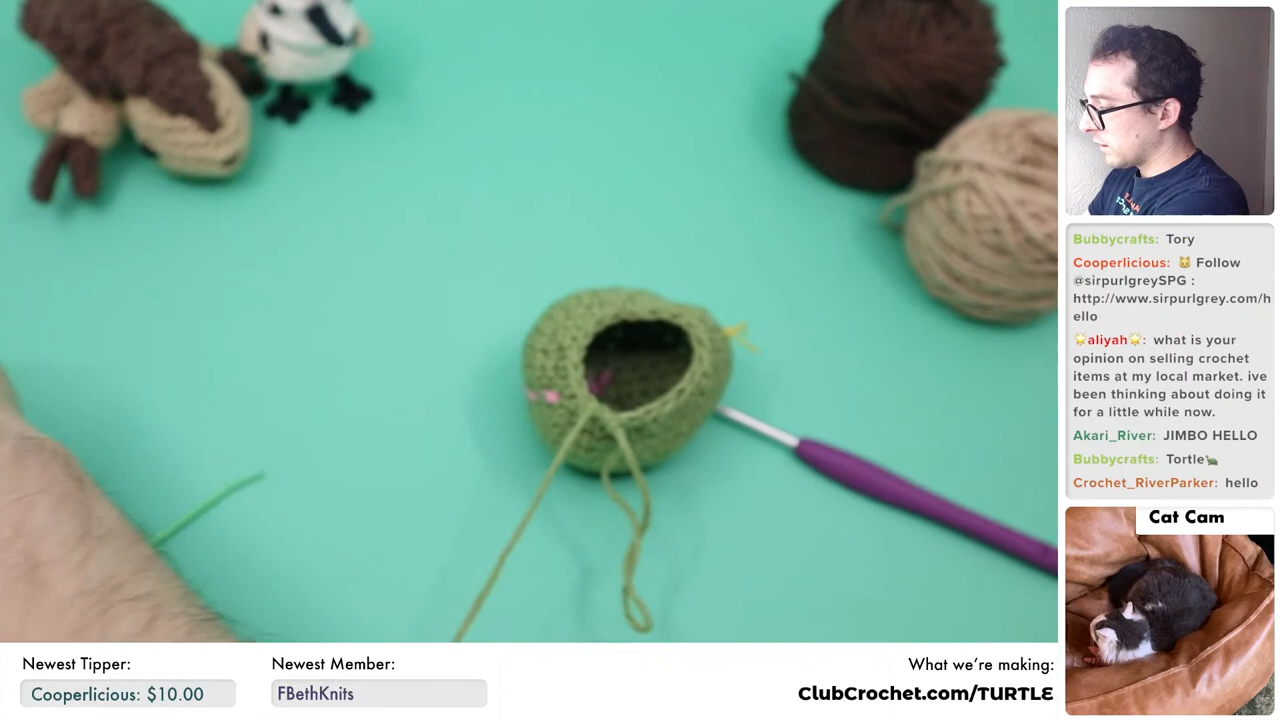 Bubbycrafts: Tory
Cooperlicious: 🐱 Follow
@sirpurlgreySPG :
http://www.sirpurlgrey.com/h
ello
🌟aliyah🌟: what is your
opinion on selling crochet
items at my local market. ive
been thinking about doing it
for a little while now.
Akari_River: JIMBO HELLO
Bubbycrafts: Tortle🐢
Crochet_RiverParker: hello
Cat Cam
Newest Tipper:
Cooperlicious: $10.00
Newest Member:
FBethKnits
What we're making:
ClubCrochet.com/TURTLE